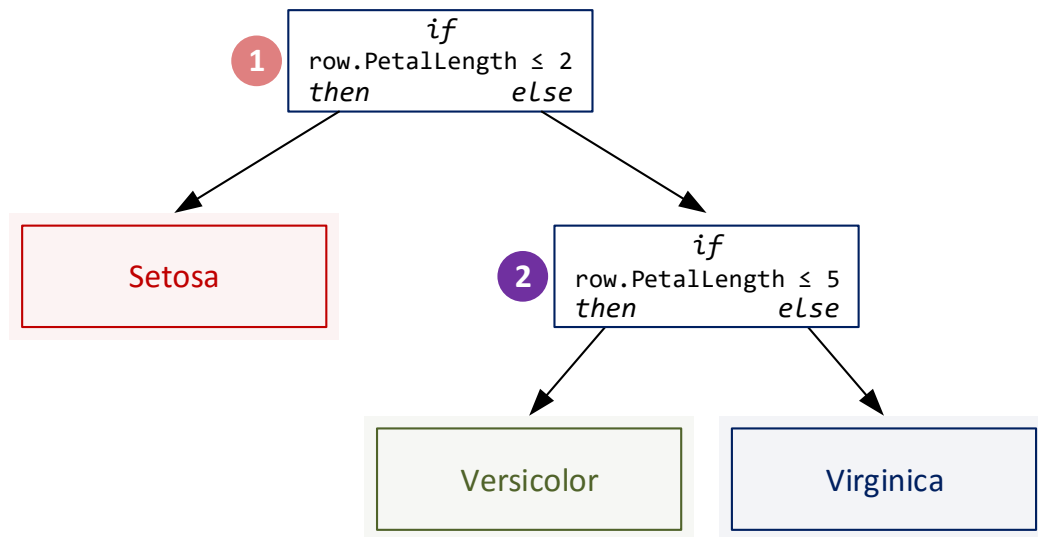 if
1
row.PetalLength ≤ 2
then else
Setosa
if
2
row.PetalLength ≤ 5
then else
Versicolor
Virginica